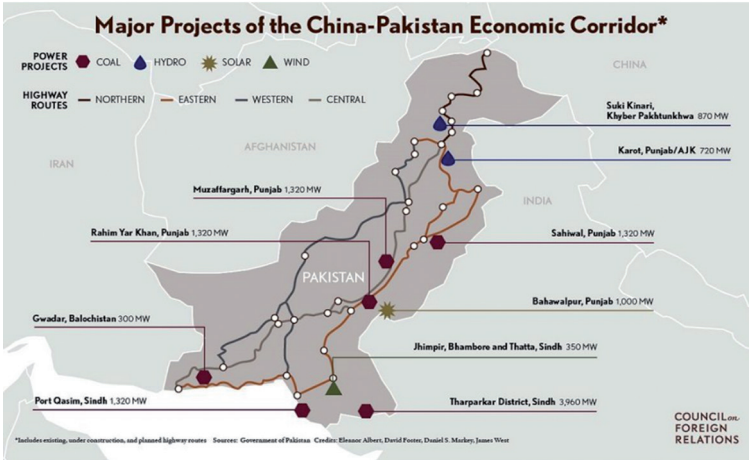 Major Projects of the China-Pakistan Economic Corridor*
POWER
PROJECTS
COAL
HYDRO
SOLAR
WIND
HIGHWAY
ROUTES
NORTHERN
EASTERN
WESTERN
CENTRAL
CHINA
Suki Kinari,
Khyber Pakhtunkhwa 870 MW
AFGHANISTAN
Karot, Punjab/AJK 720 MW
IRAN
Muzaffargarh, Punjab 1,320 MW
INDIA
Rahim Yar Khan, Punjab 1,320 MW
Sahiwal, Punjab 1,320 MW
PAKISTAN
Bahawalpur, Punjab 1,000 MW
Gwadar, Balochistan 300 MW
Jhimpir, Bhambore and Thatta, Sindh 350 MW
Port Qasim, Sindh 1,320 MW
Tharparkar District, Sindh 3,960 MW
COUNCIL on
FOREIGN
RELATIONS
*Includes existing, under construction, and planned highway routes Sources: Government of Pakistan Credits: Eleanor Albert, David Foster, Daniel S. Markey, James West